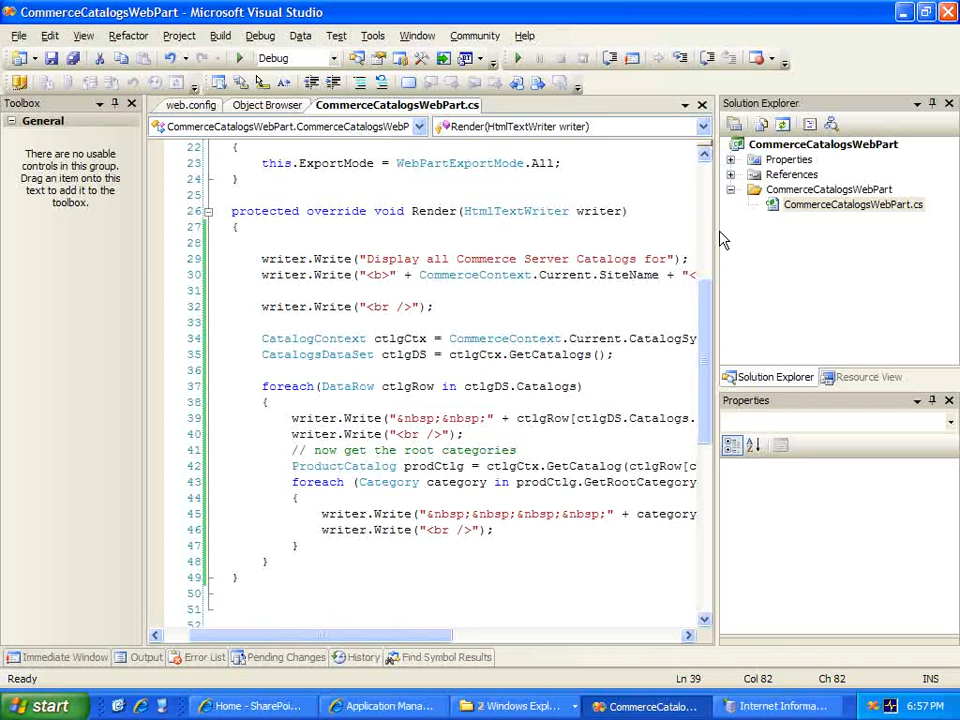 CommerceCatalogsWebPart - Microsoft Visual Studio
File Edit View Refactor Project Build Debug Data Test Tools Window Community Help
Debug
Toolbox
General
There are no usable
controls in this group.
Drag an item onto this
text to add it to the
toolbox.
web.config Object Browser CommerceCatalogsWebPart.cs
CommerceCatalogsWebPart.CommerceCatalogsWebP Render(HtmlTextWriter writer)
22 {
23 this.ExportMode = WebPartExportMode.All;
24 }
25
26 protected override void Render(HtmlTextWriter writer)
27 {
28
29 writer.Write("Display all Commerce Server Catalogs for");
30 writer.Write("<b>" + CommerceContext.Current.SiteName + "<
31
32 writer.Write("<br />");
33
34 CatalogContext ctlgCtx = CommerceContext.Current.CatalogSy
35 CatalogsDataSet ctlgDS = ctlgCtx.GetCatalogs();
36
37 foreach(DataRow ctlgRow in ctlgDS.Catalogs)
38 {
39 writer.Write("&nbsp;&nbsp;" + ctlgRow[ctlgDS.Catalogs.
40 writer.Write("<br />");
41 // now get the root categories
42 ProductCatalog prodCtlg = ctlgCtx.GetCatalog(ctlgRow[c
43 foreach (Category category in prodCtlg.GetRootCategory
44 {
45 writer.Write("&nbsp;&nbsp;&nbsp;&nbsp;" + category
46 writer.Write("<br />");
47 }
48 }
49 }
50
51
52
Solution Explorer
CommerceCatalogsWebPart
Properties
References
CommerceCatalogsWebPart
CommerceCatalogsWebPart.cs
Solution Explorer Resource View
Properties
Immediate Window Output Error List Pending Changes History Find Symbol Results
Ready Ln 39 Col 82 Ch 82 INS
start Home - SharePoi... Application Manag... 2 Windows Expl... CommerceCatalo... Internet Informa... 6:57 PM